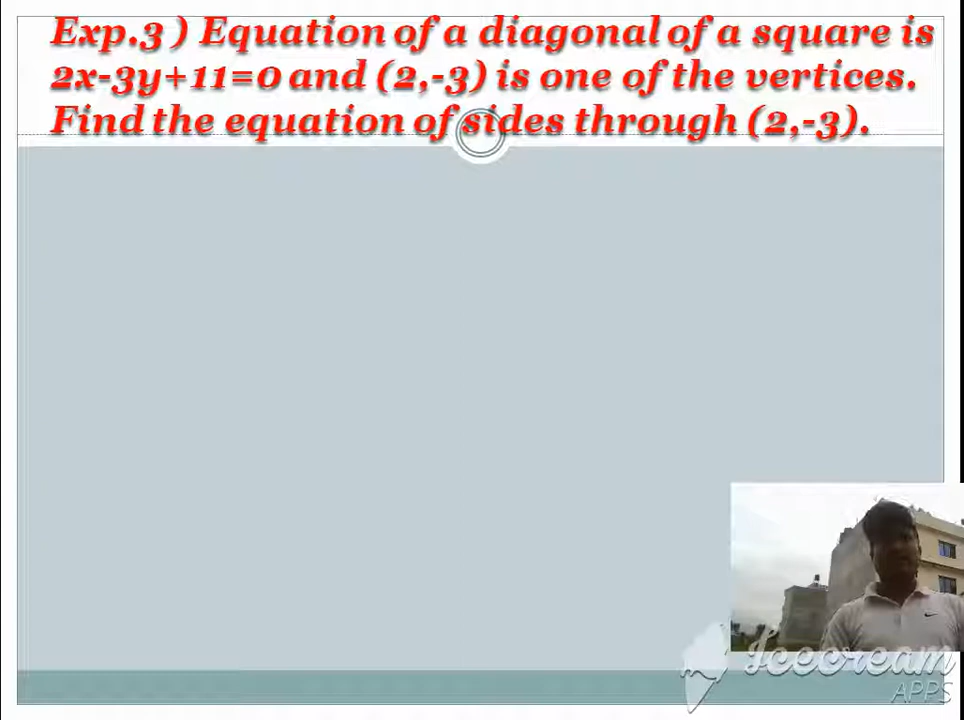 Exp.3 ) Equation of a diagonal of a square is
2x-3y+11=0 and (2,-3) is one of the vertices.
Find the equation of sides through (2,-3).
Icecream
APPS